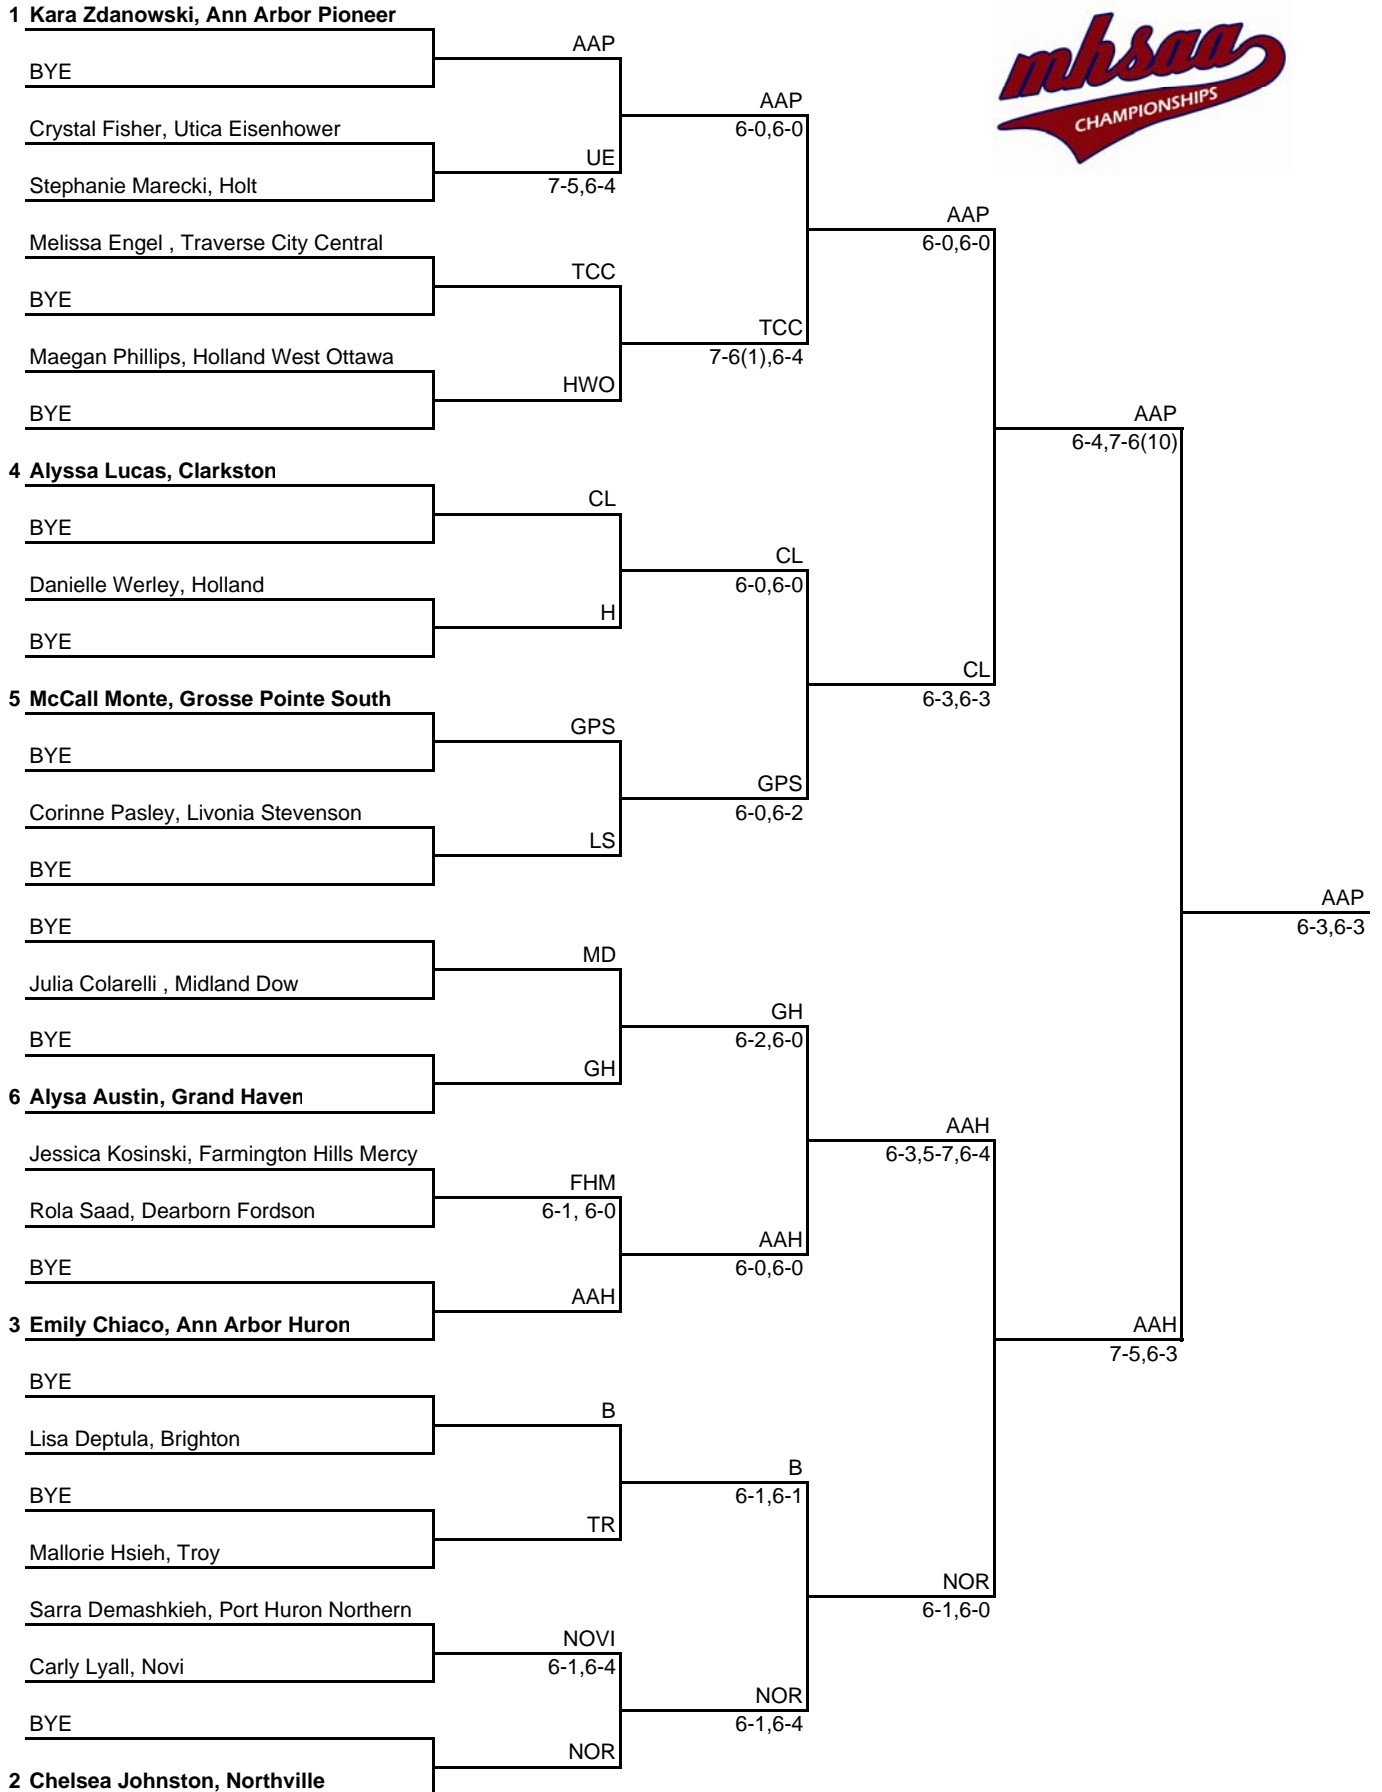 1 Kara Zdanowski, Ann Arbor Pioneer
mhsaa
CHAMPIONSHIPS
AAP
BYE
AAP
6-0,6-0
Crystal Fisher, Utica Eisenhower
UE
7-5,6-4
Stephanie Marecki, Holt
AAP
6-0,6-0
Melissa Engel , Traverse City Central
TCC
BYE
TCC
7-6(1),6-4
Maegan Phillips, Holland West Ottawa
HWO
BYE
AAP
6-4,7-6(10)
4 Alyssa Lucas, Clarkston
CL
BYE
CL
6-0,6-0
Danielle Werley, Holland
H
BYE
CL
6-3,6-3
5 McCall Monte, Grosse Pointe South
GPS
BYE
GPS
6-0,6-2
Corinne Pasley, Livonia Stevenson
LS
BYE
AAP
6-3,6-3
BYE
MD
Julia Colarelli , Midland Dow
GH
6-2,6-0
BYE
GH
6 Alysa Austin, Grand Haven
AAH
6-3,5-7,6-4
Jessica Kosinski, Farmington Hills Mercy
FHM
6-1, 6-0
Rola Saad, Dearborn Fordson
AAH
6-0,6-0
BYE
AAH
3 Emily Chiaco, Ann Arbor Huron
AAH
7-5,6-3
BYE
B
Lisa Deptula, Brighton
B
6-1,6-1
BYE
TR
Mallorie Hsieh, Troy
NOR
6-1,6-0
Sarra Demashkieh, Port Huron Northern
NOVI
6-1,6-4
Carly Lyall, Novi
NOR
6-1,6-4
BYE
NOR
2 Chelsea Johnston, Northville